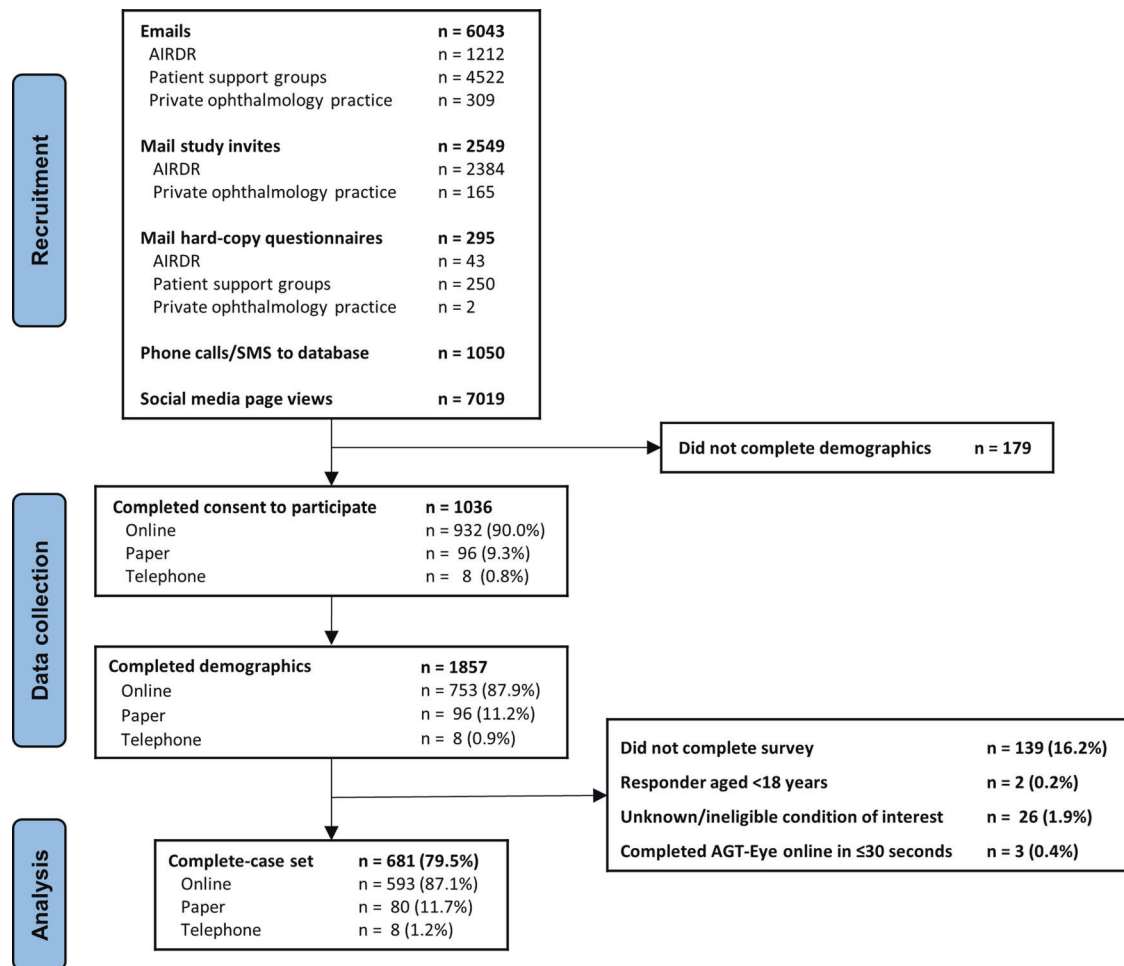 Recruitment
Emails n = 6043
AIRDR n = 1212
Patient support groups n = 4522
Private ophthalmology practice n = 309
Mail study invites n = 2549
AIRDR n = 2384
Private ophthalmology practice n = 165
Mail hard-copy questionnaires n = 295
AIRDR n = 43
Patient support groups n = 250
Private ophthalmology practice n = 2
Phone calls/SMS to database n = 1050
Social media page views n = 7019
Did not complete demographics n = 179
Data collection
Completed consent to participate n = 1036
Online n = 932 (90.0%)
Paper n = 96 (9.3%)
Telephone n = 8 (0.8%)
Completed demographics n = 1857
Online n = 753 (87.9%)
Paper n = 96 (11.2%)
Telephone n = 8 (0.9%)
Did not complete survey n = 139 (16.2%)
Responder aged <18 years n = 2 (0.2%)
Unknown/ineligible condition of interest n = 26 (1.9%)
Completed AGT-Eye online in ≤30 seconds n = 3 (0.4%)
Analysis
Complete-case set n = 681 (79.5%)
Online n = 593 (87.1%)
Paper n = 80 (11.7%)
Telephone n = 8 (1.2%)